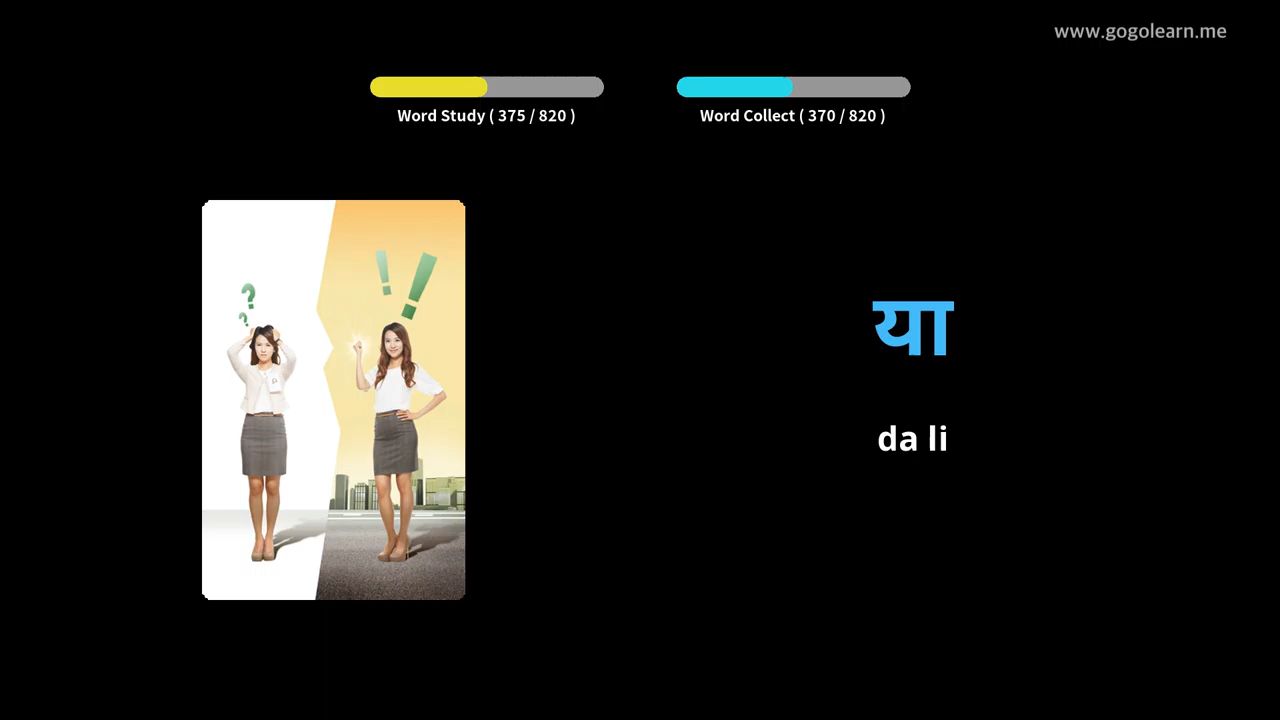 www.gogolearn.me
Word Study ( 375 / 820 )
Word Collect ( 370 / 820 )
? ?
! !
या
da li